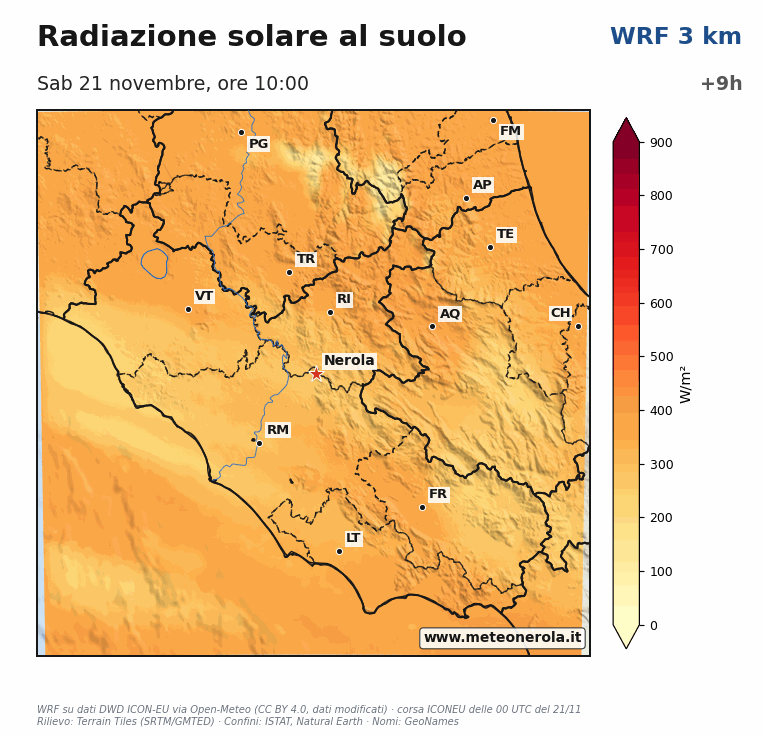 Radiazione solare al suolo
WRF 3 km
Sab 21 novembre, ore 10:00
+9h
FM
PG
AP
TE
TR
VT
RI
AQ
CH
Nerola
RM
FR
LT
www.meteonerola.it
900
800
700
600
500
400
300
200
100
0
W/m²
WRF su dati DWD ICON-EU via Open-Meteo (CC BY 4.0, dati modificati) · corsa ICONEU delle 00 UTC del 21/11
Rilievo: Terrain Tiles (SRTM/GMTED) · Confini: ISTAT, Natural Earth · Nomi: GeoNames